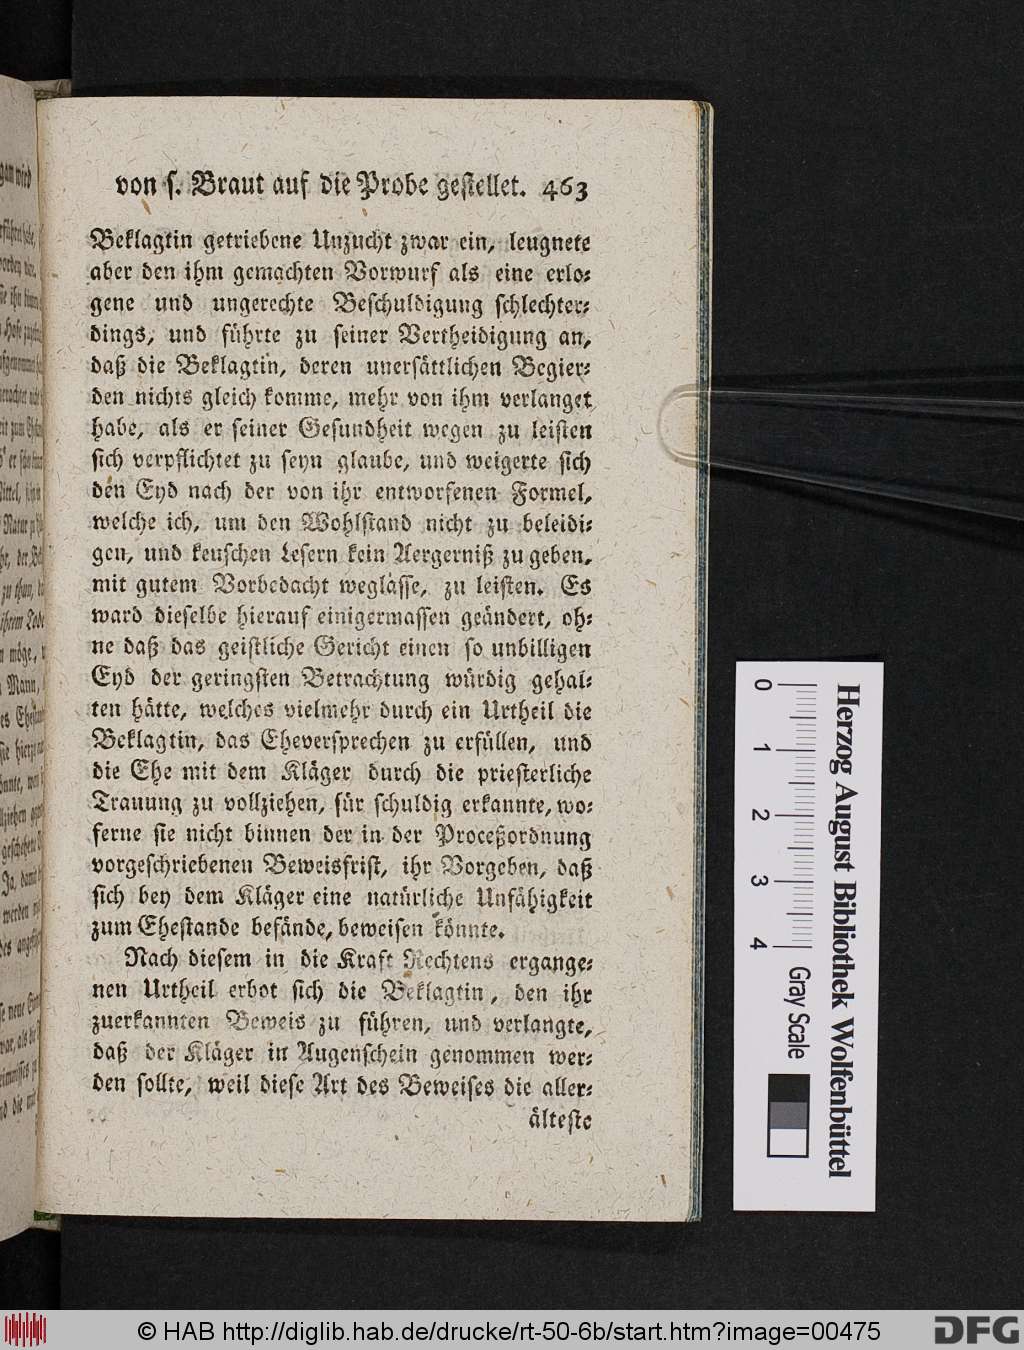 von s. Braut auf die Probe gestellet. 463
Beklagtin getriebene Unzucht zwar ein, leugnete
aber den ihm gemachten Vorwurf als eine erlo⸗
gene und ungerechte Beschuldigung schlechter⸗
dings, und führte zu seiner Vertheidigung an,
daß die Beklagtin, deren unersättlichen Begier⸗
den nichts gleich komme, mehr von ihm verlanget
habe, als er seiner Gesundheit wegen zu leisten
sich verpflichtet zu seyn glaube, und weigerte sich
den Eyd nach der von ihr entworfenen Formel,
welche ich, um den Wohlstand nicht zu beleidi⸗
gen, und keuschen Lesern kein Aergerniß zu geben,
mit gutem Vorbedacht weglasse, zu leisten. Es
ward dieselbe hierauf einigermassen geändert, oh⸗
ne daß das geistliche Gericht einen so unbilligen
Eyd der geringsten Betrachtung würdig gehal⸗
ten hätte, welches vielmehr durch ein Urtheil die
Beklagtin, das Eheversprechen zu erfüllen, und
die Ehe mit dem Kläger durch die priesterliche
Trauung zu vollziehen, für schuldig erkannte, wo⸗
ferne sie nicht binnen der in der Proceßordnung
vorgeschriebenen Beweisfrist, ihr Vorgeben, daß
sich bey dem Kläger eine natürliche Unfähigkeit
zum Ehestande befände, beweisen könnte.
Nach diesem in die Kraft Rechtens ergange⸗
nen Urtheil erbot sich die Beklagtin, den ihr
zuerkannten Beweis zu führen, und verlangte,
daß der Kläger in Augenschein genommen wer⸗
den sollte, weil diese Art des Beweises die aller⸗
älteste
0 1 2 3 4
Gray Scale
Herzog August Bibliothek Wolfenbüttel
© HAB http://diglib.hab.de/drucke/rt-50-6b/start.htm?image=00475
DFG